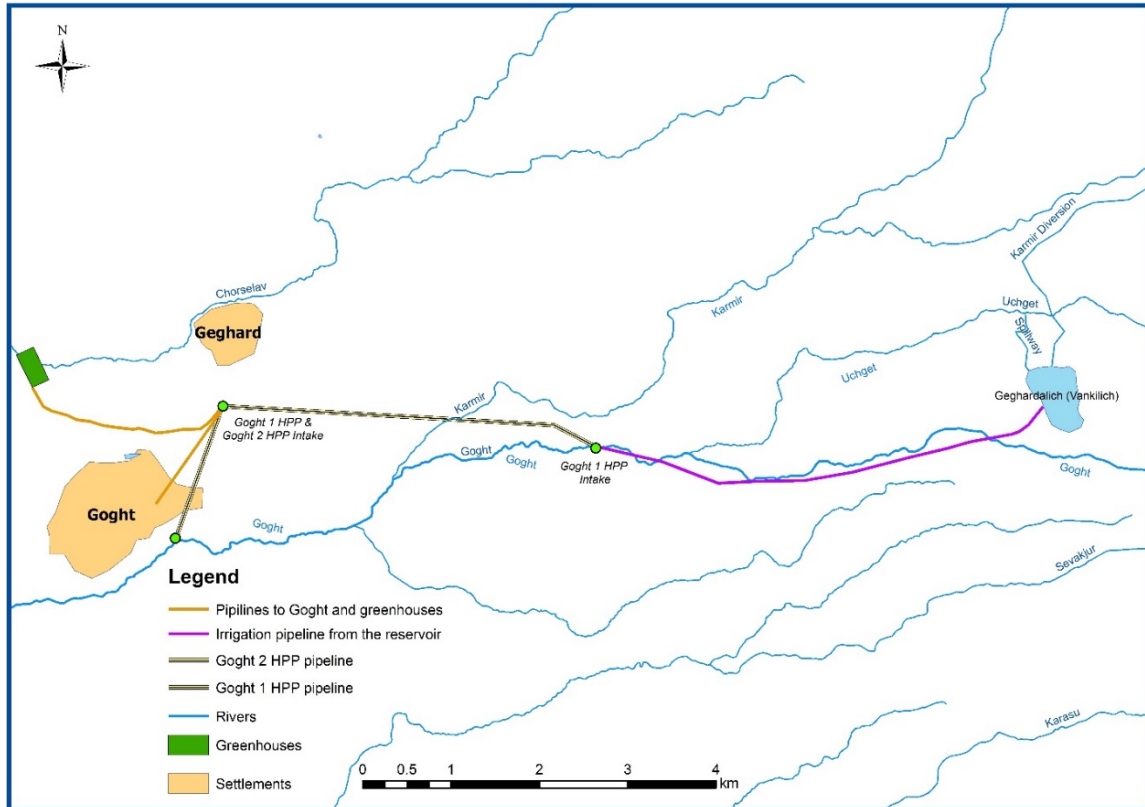 N
Karmir Diversion
Chorselav
Uchget
Spillway
Karmir
Geghard
Uchget
Geghardalich (Vankilich)
Karmir
Goght 1 HPP &
Goght 2 HPP Intake
Goght
Goght
Goght 1 HPP
Intake
Goght
Goght
Goght
Sevakjur
Legend
Pipilines to Goght and greenhouses
Irrigation pipeline from the reservoir
Goght 2 HPP pipeline
Goght 1 HPP pipeline
Rivers
Greenhouses
Settlements
Karasu
0 0.5 1 2 3 4
km